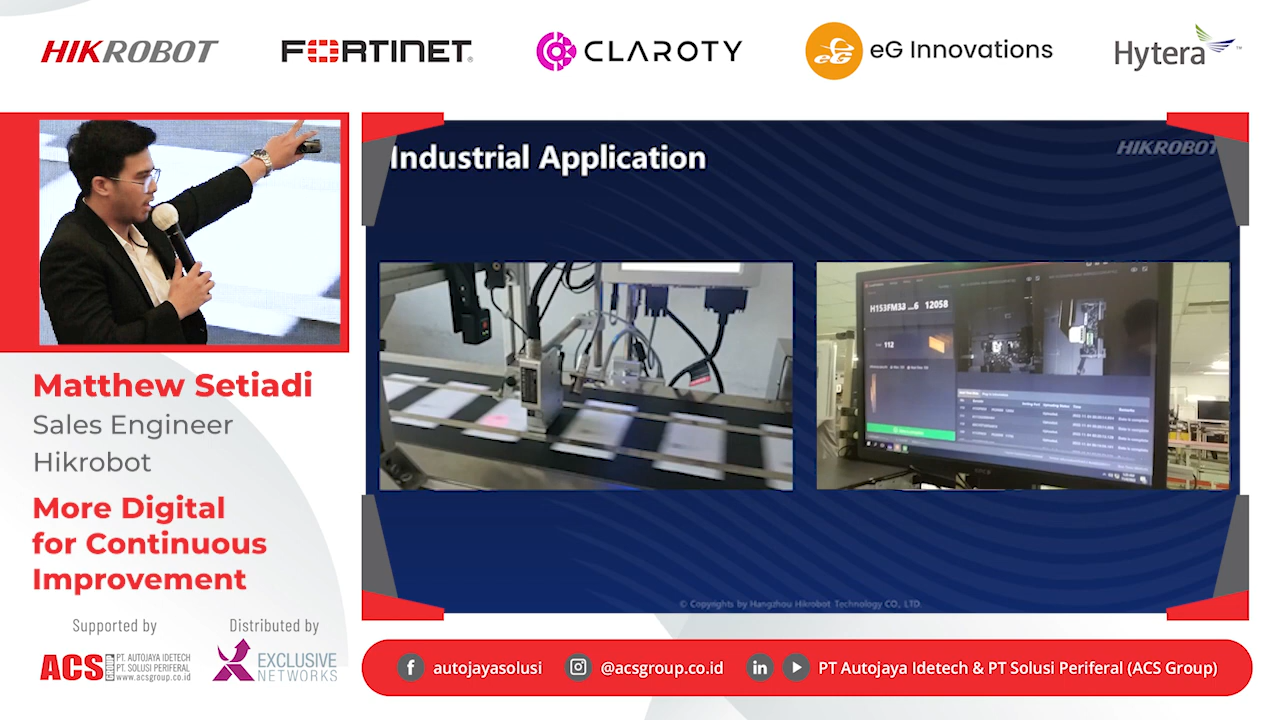 HIKROBOT
FORTINET
CLAROTY
eG eG Innovations
Hytera
Industrial Application
HIKROBOT
H153FM33 ...6 12058
112
Matthew Setiadi
Sales Engineer
Hikrobot
More Digital
for Continuous
Improvement
© Copyrights by Hangzhou Hikrobot Technology CO., LTD.
Supported by
ACS
PT. AUTOJAYA IDETECH
PT. SOLUSI PERIFERAL
www.acsgroup.co.id
Distributed by
EXCLUSIVE
NETWORKS
autojayasolusi
@acsgroup.co.id
PT Autojaya Idetech & PT Solusi Periferal (ACS Group)